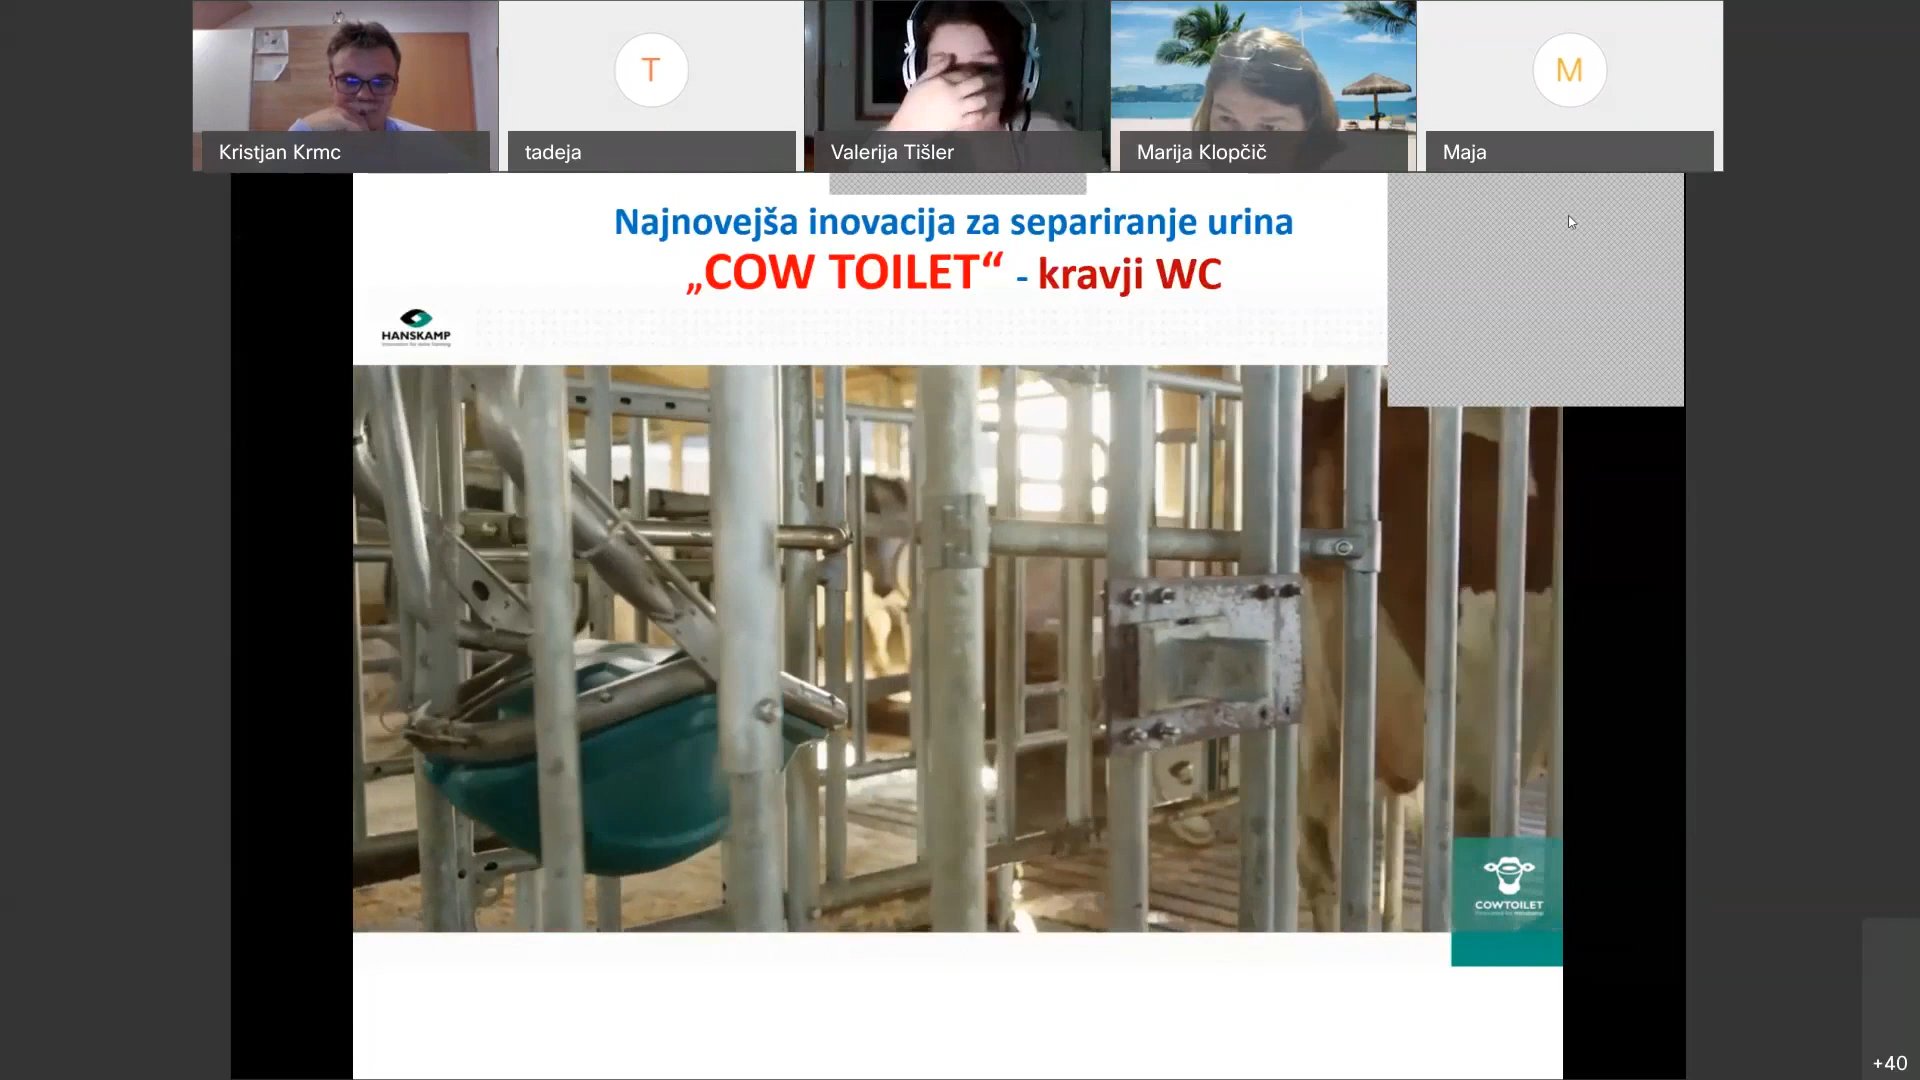 T
M
Kristjan Krmc
tadeja
Valerija Tišler
Marija Klopčič
Maja
Najnovejša inovacija za separiranje urina
„COW TOILET“ - kravji WC
HANSKAMP
COWTOILET
+40